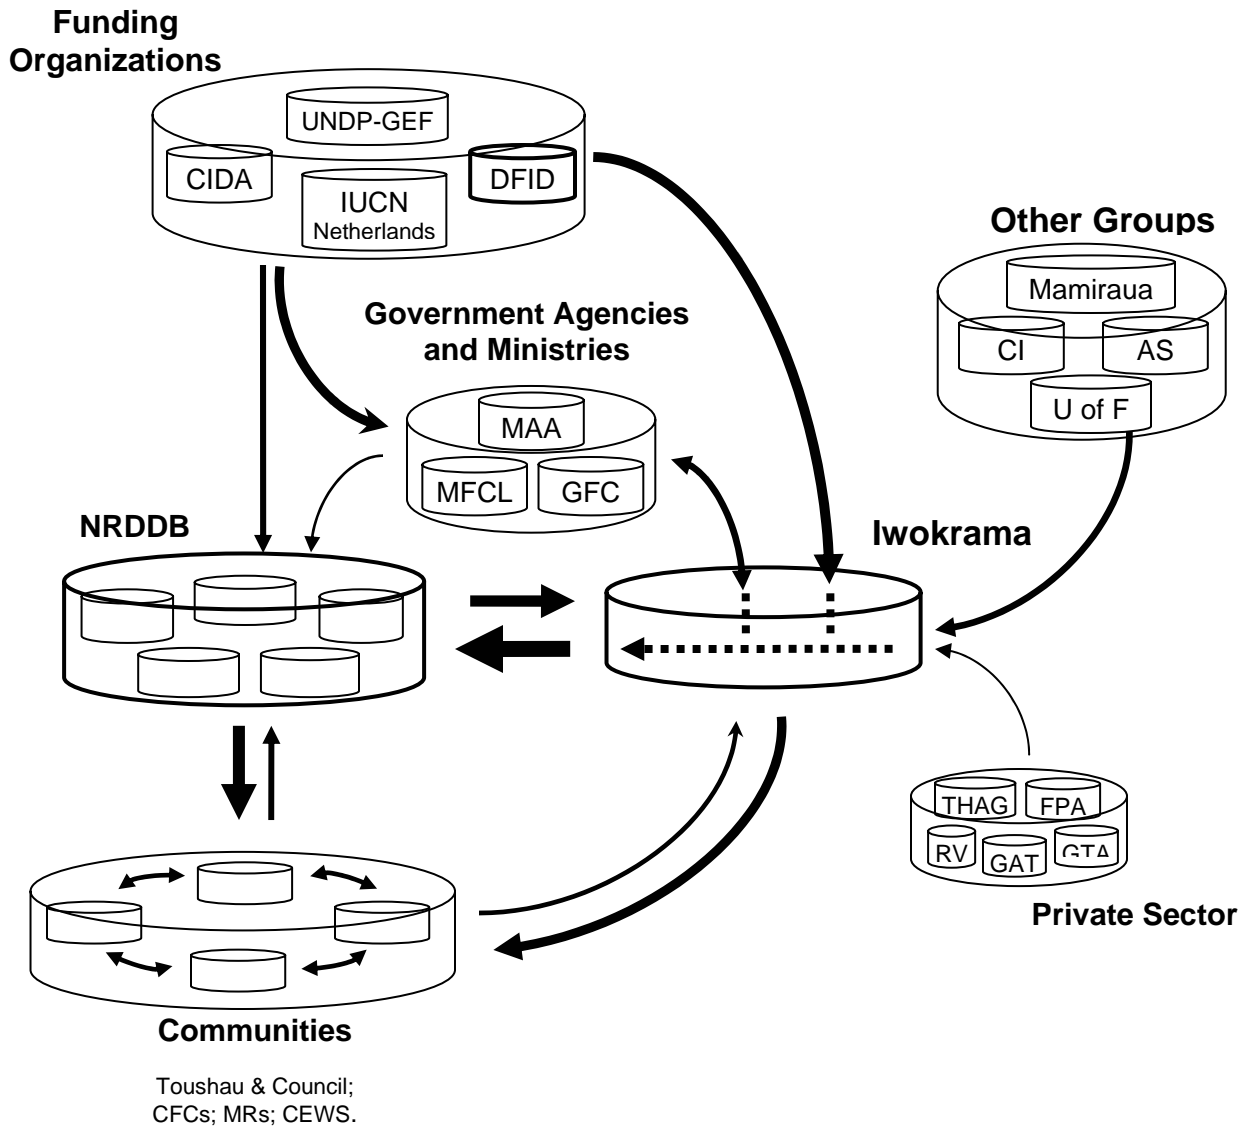 Funding
Organizations
UNDP-GEF
CIDA
DFID
IUCN
Netherlands
Other Groups
Mamiraua
CI
AS
U of F
Government Agencies
and Ministries
MAA
MFCL
GFC
NRDDB
Iwokrama
THAG
FPA
RV
GAT
GTA
Private Sector
Communities
Toushau & Council;
CFCs; MRs; CEWS.